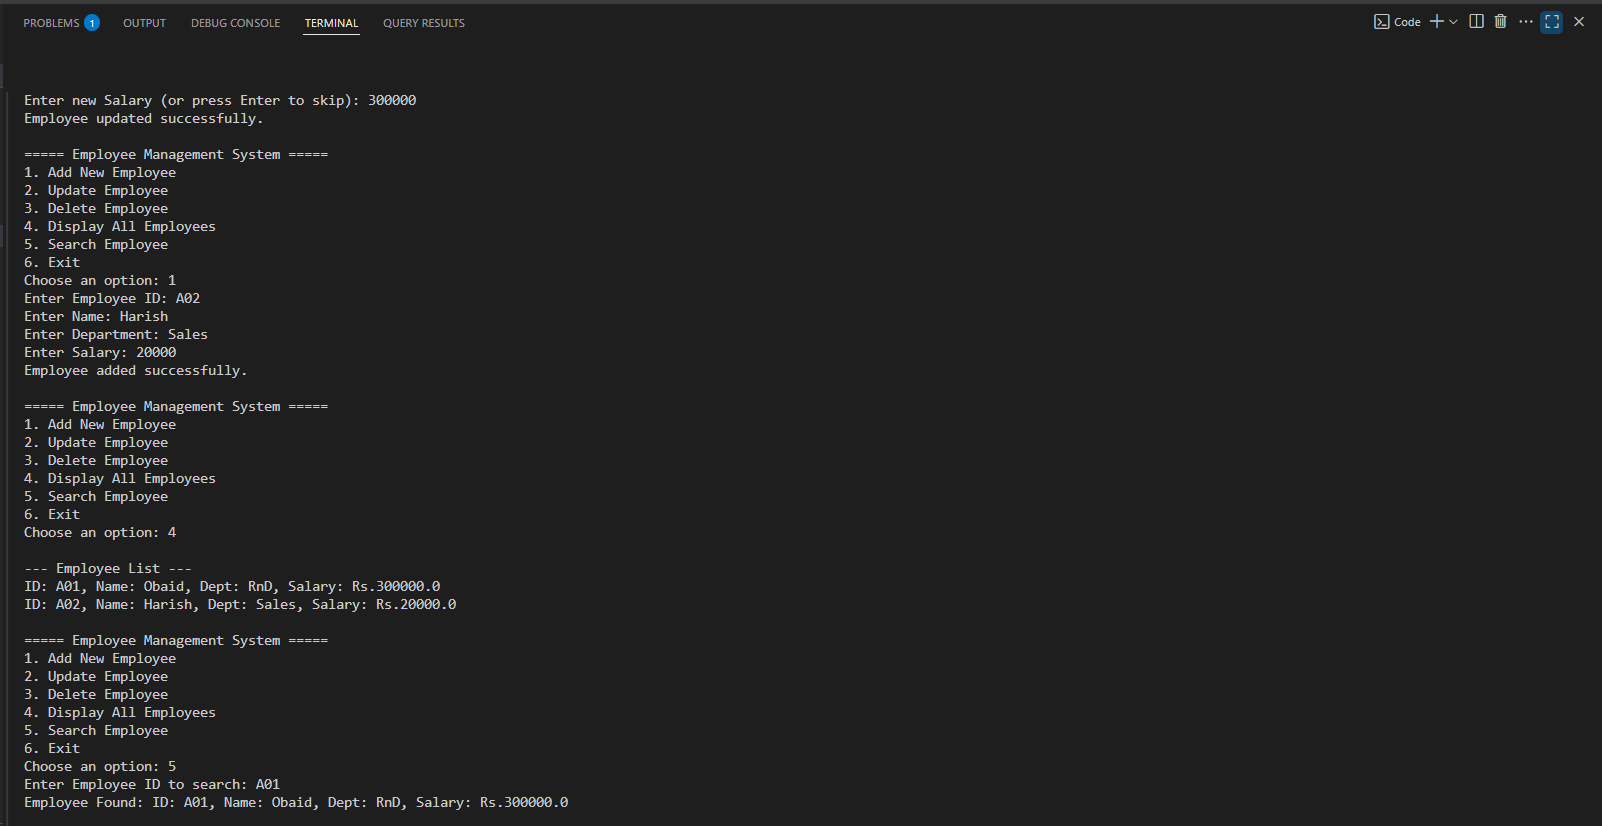 PROBLEMS 1 OUTPUT DEBUG CONSOLE TERMINAL QUERY RESULTS Code
Enter new Salary (or press Enter to skip): 300000
Employee updated successfully.
===== Employee Management System =====
1. Add New Employee
2. Update Employee
3. Delete Employee
4. Display All Employees
5. Search Employee
6. Exit
Choose an option: 1
Enter Employee ID: A02
Enter Name: Harish
Enter Department: Sales
Enter Salary: 20000
Employee added successfully.
===== Employee Management System =====
1. Add New Employee
2. Update Employee
3. Delete Employee
4. Display All Employees
5. Search Employee
6. Exit
Choose an option: 4
--- Employee List ---
ID: A01, Name: Obaid, Dept: RnD, Salary: Rs.300000.0
ID: A02, Name: Harish, Dept: Sales, Salary: Rs.20000.0
===== Employee Management System =====
1. Add New Employee
2. Update Employee
3. Delete Employee
4. Display All Employees
5. Search Employee
6. Exit
Choose an option: 5
Enter Employee ID to search: A01
Employee Found: ID: A01, Name: Obaid, Dept: RnD, Salary: Rs.300000.0